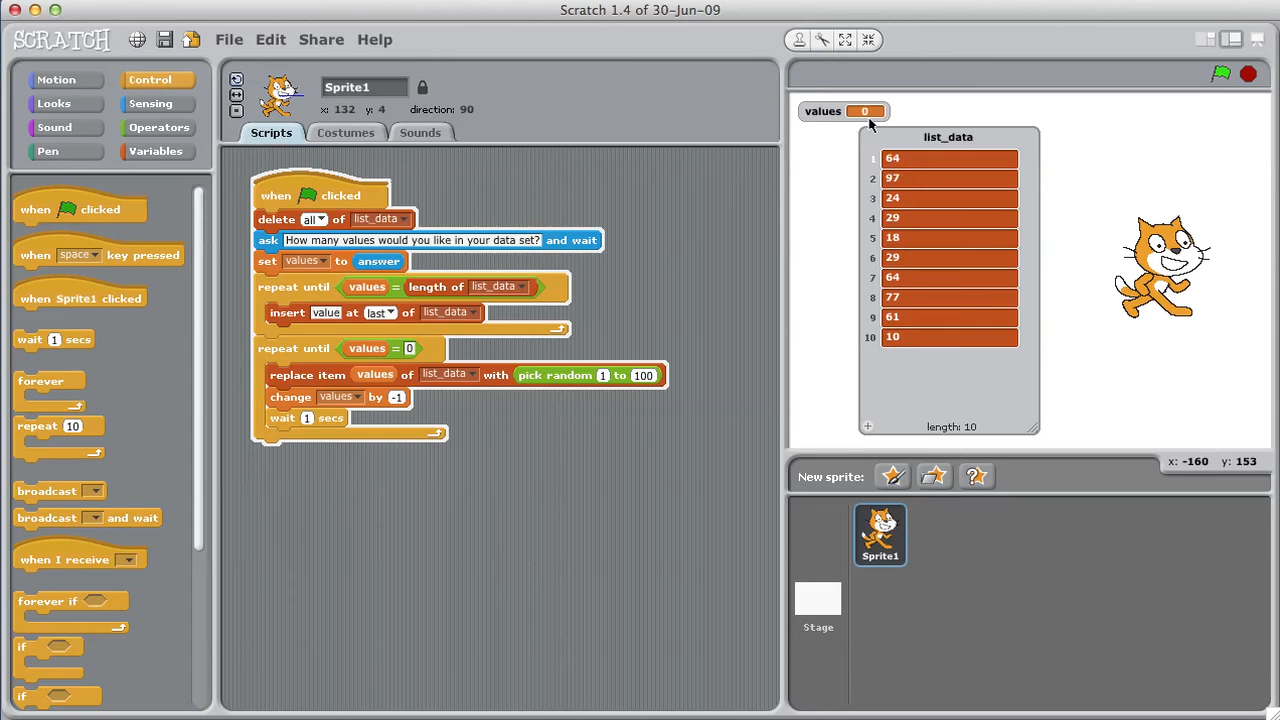 Scratch 1.4 of 30-Jun-09
SCRATCH
File Edit Share Help
Motion Control
Looks Sensing
Sound Operators
Pen Variables
when clicked
when space key pressed
when Sprite1 clicked
wait 1 secs
forever
repeat 10
broadcast
broadcast and wait
when I receive
forever if
if
if
Sprite1
x: 132 y: 4 direction: 90
Scripts Costumes Sounds
when clicked
delete all of list_data
ask How many values would you like in your data set? and wait
set values to answer
repeat until values = length of list_data
insert value at last of list_data
repeat until values = 0
replace item values of list_data with pick random 1 to 100
change values by -1
wait 1 secs
values 0
list_data
1 64
2 97
3 24
4 29
5 18
6 29
7 64
8 77
9 61
10 10
+ length: 10
x: -160 y: 153
New sprite:
Sprite1
Stage